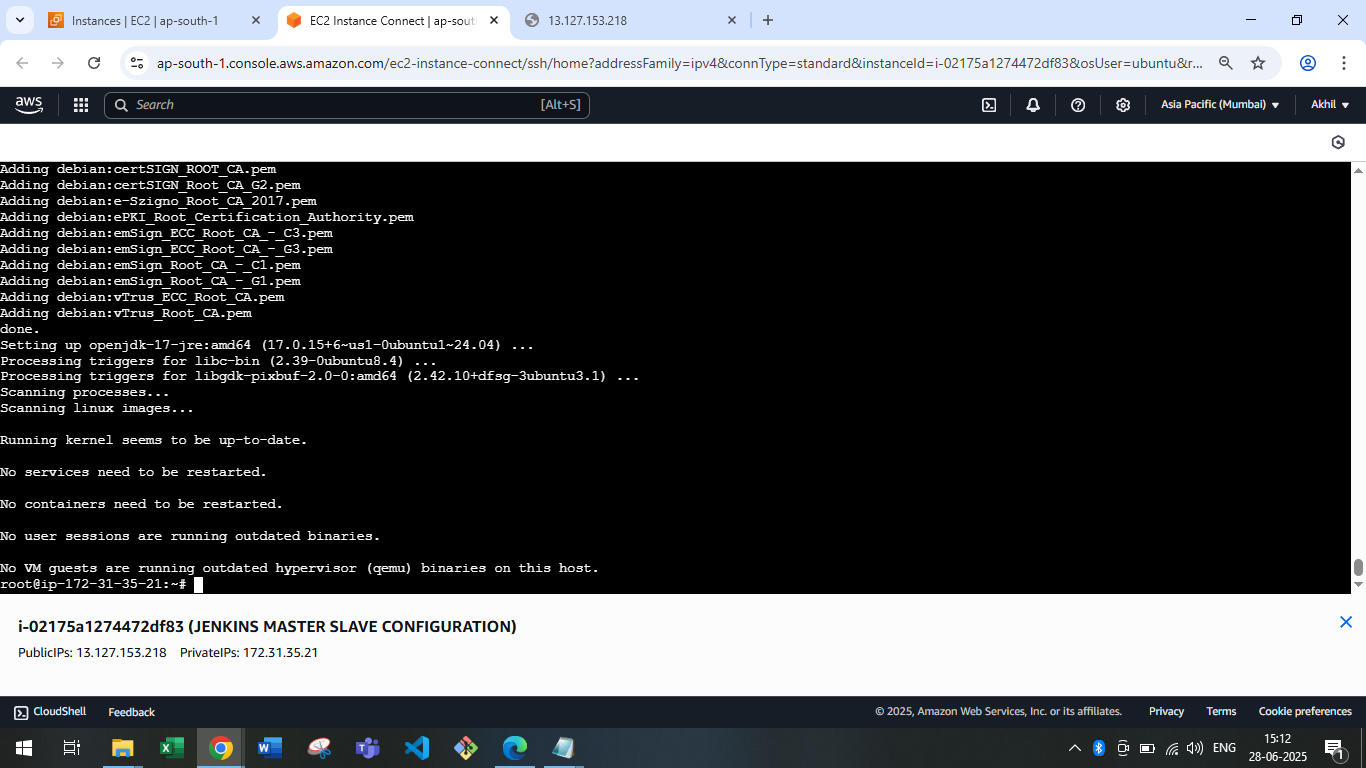 Instances | EC2 | ap-south-1
EC2 Instance Connect | ap-sout
13.127.153.218
ap-south-1.console.aws.amazon.com/ec2-instance-connect/ssh/home?addressFamily=ipv4&connType=standard&instanceId=i-02175a1274472df83&osUser=ubuntu&r...
aws
Search
[Alt+S]
Asia Pacific (Mumbai)
Akhil
Adding debian:certSIGN_ROOT_CA.pem
Adding debian:certSIGN_Root_CA_G2.pem
Adding debian:e-Szigno_Root_CA_2017.pem
Adding debian:ePKI_Root_Certification_Authority.pem
Adding debian:emSign_ECC_Root_CA_-_C3.pem
Adding debian:emSign_ECC_Root_CA_-_G3.pem
Adding debian:emSign_Root_CA_-_C1.pem
Adding debian:emSign_Root_CA_-_G1.pem
Adding debian:vTrus_ECC_Root_CA.pem
Adding debian:vTrus_Root_CA.pem
done.
Setting up openjdk-17-jre:amd64 (17.0.15+6~us1-0ubuntu1~24.04) ...
Processing triggers for libc-bin (2.39-0ubuntu8.4) ...
Processing triggers for libgdk-pixbuf-2.0-0:amd64 (2.42.10+dfsg-3ubuntu3.1) ...
Scanning processes...
Scanning linux images...
Running kernel seems to be up-to-date.
No services need to be restarted.
No containers need to be restarted.
No user sessions are running outdated binaries.
No VM guests are running outdated hypervisor (qemu) binaries on this host.
root@ip-172-31-35-21:~#
i-02175a1274472df83 (JENKINS MASTER SLAVE CONFIGURATION)
PublicIPs: 13.127.153.218 PrivateIPs: 172.31.35.21
CloudShell
Feedback
© 2025, Amazon Web Services, Inc. or its affiliates.
Privacy
Terms
Cookie preferences
ENG
15:12
28-06-2025
1